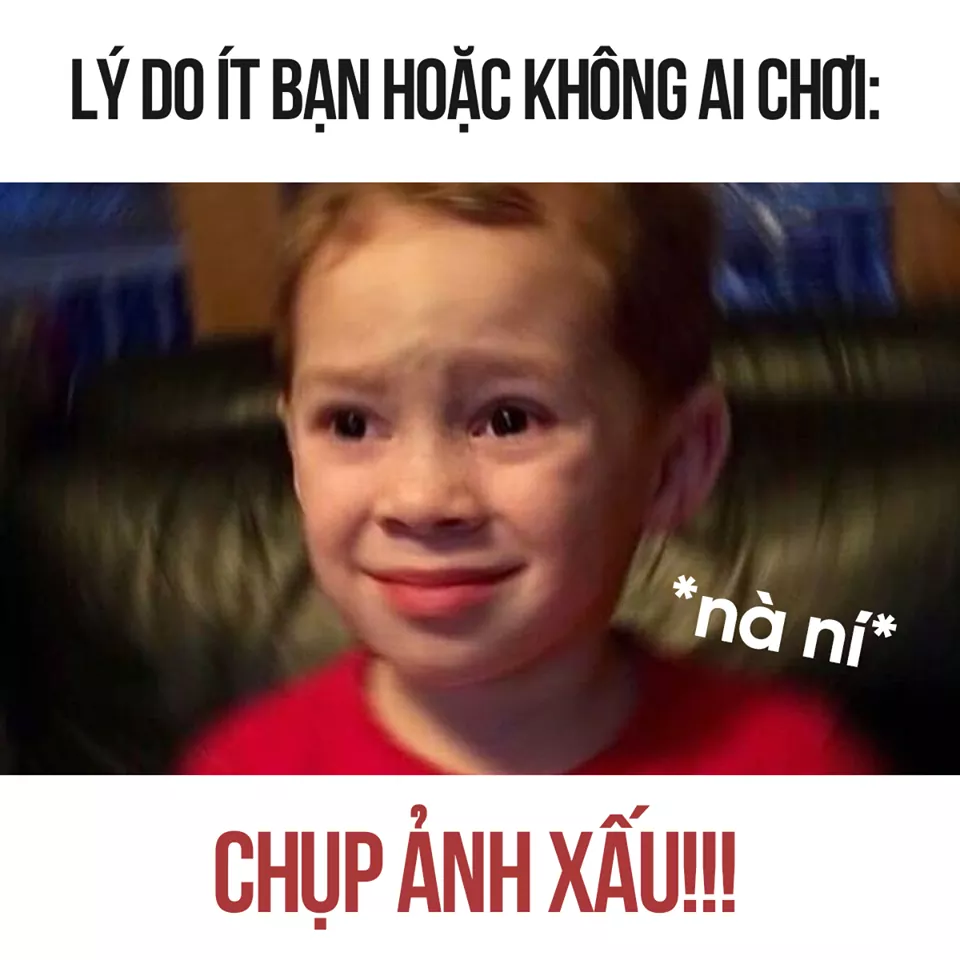 LÝ DO ÍT BẠN HOẶC KHÔNG AI CHƠI:
*nà ní*
CHỤP ẢNH XẤU!!!